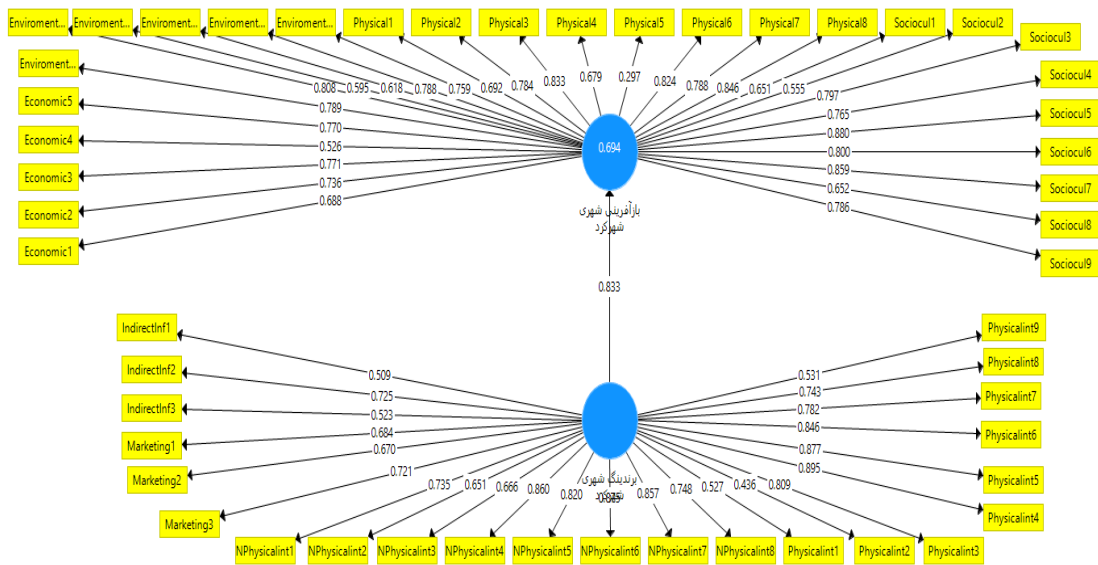 Enviroment... Enviroment... Enviroment... Enviroment... Enviroment... Physical1 Physical2 Physical3 Physical4 Physical5 Physical6 Physical7 Physical8 Sociocul1 Sociocul2
Sociocul3
Enviroment...
Sociocul4
Economic5
Sociocul5
Economic4
Sociocul6
Economic3
Sociocul7
Economic2
Sociocul8
Economic1
Sociocul9
0.808 0.595 0.618 0.788 0.759 0.692 0.784 0.833 0.679 0.297 0.824 0.788 0.846 0.651 0.555
0.797
0.789
0.765
0.770
0.880
0.526
0.800
0.771
0.859
0.736
0.652
0.688
0.786
0.694
بازآفرینی شهری
شهرکرد
0.833
IndirectInf1
Physicalint9
IndirectInf2
Physicalint8
IndirectInf3
Physicalint7
Marketing1
Physicalint6
Marketing2
Physicalint5
Marketing3
Physicalint4
0.509
0.531
0.725
0.743
0.523
0.782
0.684
0.846
0.670
0.877
0.721
0.895
برندینگ شهری
0.735 0.651 0.666 0.860 0.820 0.857 0.748 0.527 0.436 0.809
NPhysicalint1 NPhysicalint2 NPhysicalint3 NPhysicalint4 NPhysicalint5 NPhysicalint6 NPhysicalint7 NPhysicalint8 Physicalint1 Physicalint2 Physicalint3